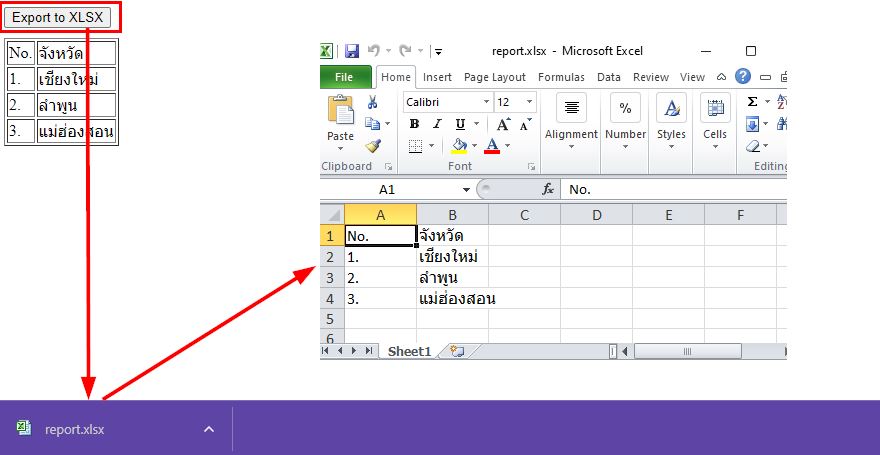 Export to XLSX
No. จังหวัด
1. เชียงใหม่
2. ลำพูน
3. แม่ฮ่องสอน
report.xlsx - Microsoft Excel
File Home Insert Page Layout Formulas Data Review View
Paste
Clipboard
Calibri 12
B I U A A
A
Font
Alignment
%
Number
Styles
Cells
Σ
Editing
A1 fx No.
A B C D E F
1 No. จังหวัด
2 1. เชียงใหม่
3 2. ลำพูน
4 3. แม่ฮ่องสอน
5
6
Sheet1
report.xlsx